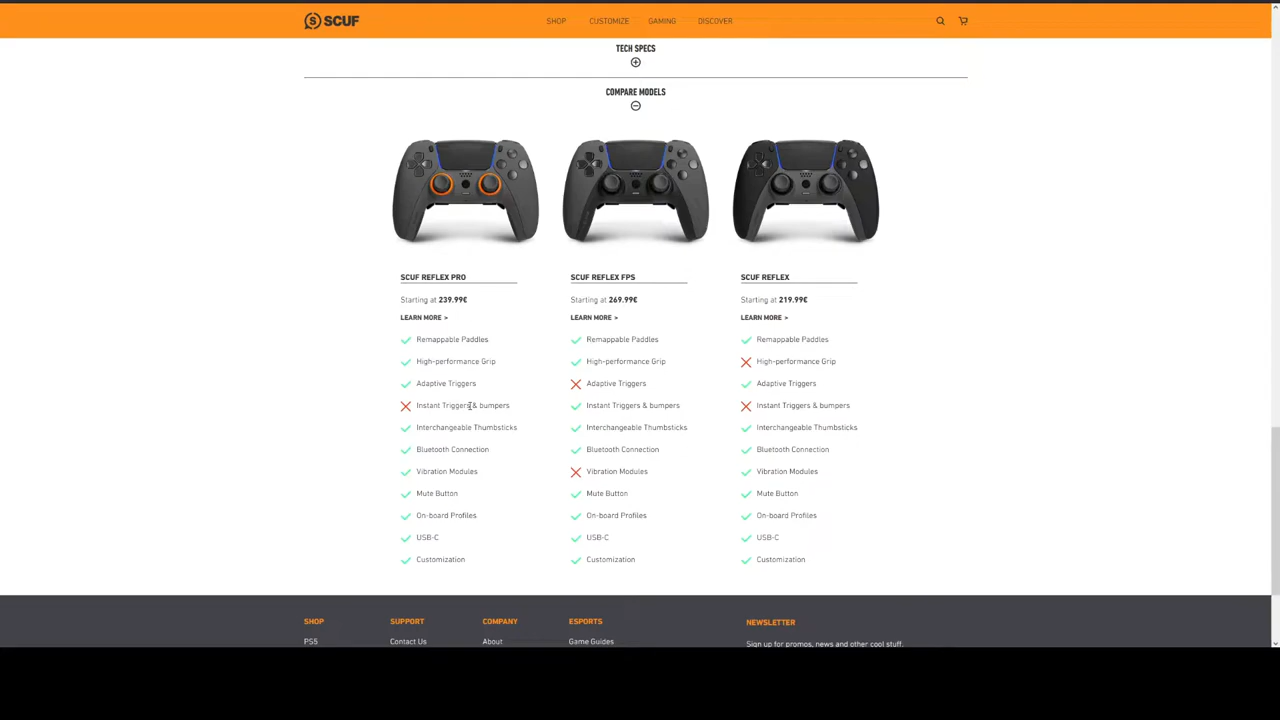 SCUF
SHOP CUSTOMIZE GAMING DISCOVER
TECH SPECS
COMPARE MODELS
SCUF REFLEX PRO
Starting at 239.99€
LEARN MORE >
Remappable Paddles
High-performance Grip
Adaptive Triggers
Instant Triggers & bumpers
Interchangeable Thumbsticks
Bluetooth Connection
Vibration Modules
Mute Button
On-board Profiles
USB-C
Customization
SCUF REFLEX FPS
Starting at 269.99€
LEARN MORE >
Remappable Paddles
High-performance Grip
Adaptive Triggers
Instant Triggers & bumpers
Interchangeable Thumbsticks
Bluetooth Connection
Vibration Modules
Mute Button
On-board Profiles
USB-C
Customization
SCUF REFLEX
Starting at 219.99€
LEARN MORE >
Remappable Paddles
High-performance Grip
Adaptive Triggers
Instant Triggers & bumpers
Interchangeable Thumbsticks
Bluetooth Connection
Vibration Modules
Mute Button
On-board Profiles
USB-C
Customization
SHOP
PS5
SUPPORT
Contact Us
COMPANY
About
ESPORTS
Game Guides
NEWSLETTER
Sign up for promos, news and other cool stuff.